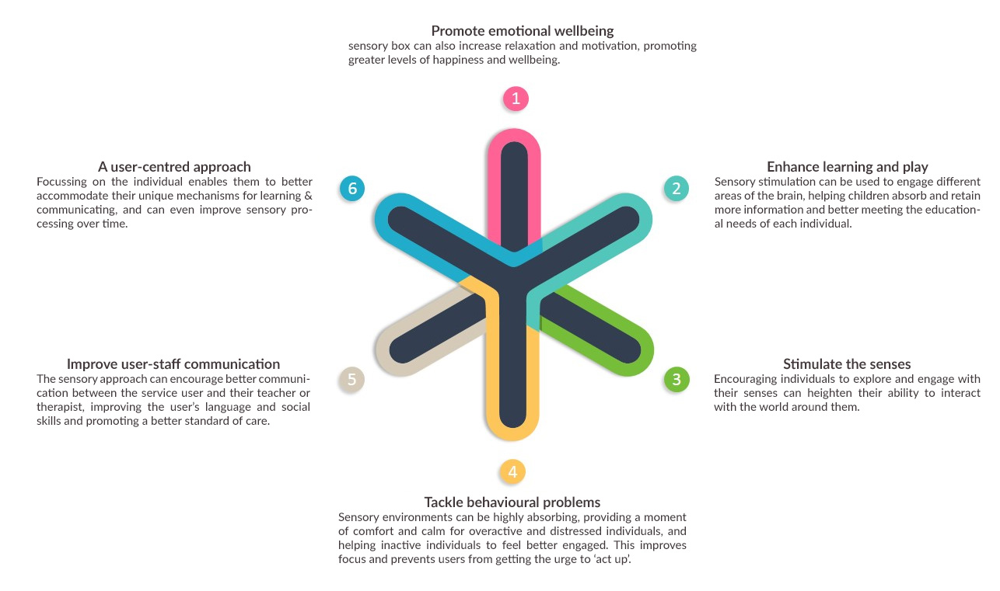 Promote emotional wellbeing
sensory box can also increase relaxation and motivation, promoting
greater levels of happiness and wellbeing.
1
A user-centred approach
Focussing on the individual enables them to better
accommodate their unique mechanisms for learning &
communicating, and can even improve sensory pro-
cessing over time.
6
2
Enhance learning and play
Sensory stimulation can be used to engage different
areas of the brain, helping children absorb and retain
more information and better meeting the education-
al needs of each individual.
Improve user-staff communication
The sensory approach can encourage better communi-
cation between the service user and their teacher or
therapist, improving the user’s language and social
skills and promoting a better standard of care.
5
3
Stimulate the senses
Encouraging individuals to explore and engage with
their senses can heighten their ability to interact
with the world around them.
4
Tackle behavioural problems
Sensory environments can be highly absorbing, providing a moment
of comfort and calm for overactive and distressed individuals, and
helping inactive individuals to feel better engaged. This improves
focus and prevents users from getting the urge to ‘act up’.